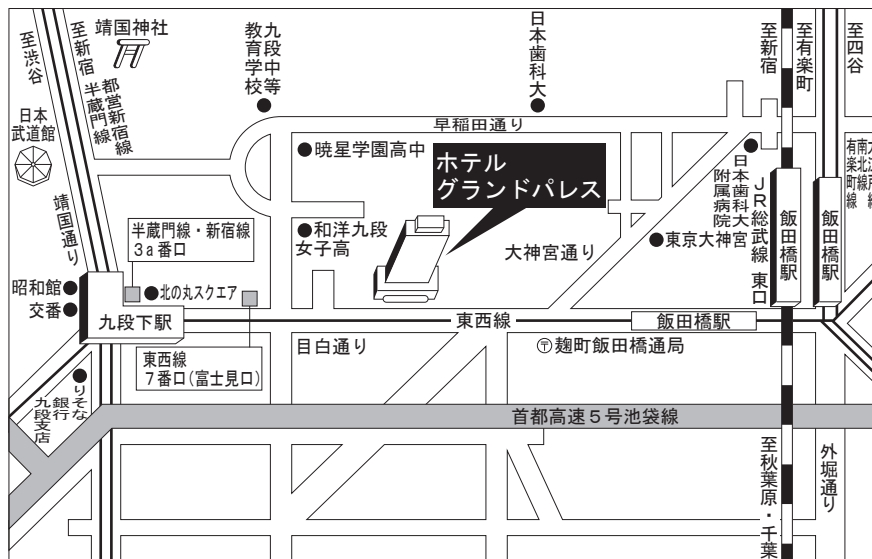 至渋谷
至新宿
靖国神社
都営新宿線
半蔵門線
日本
武道館
靖国通り
九段中等
教育学校
日本歯科大
至新宿
至有楽町
至四谷
早稲田通り
暁星学園高中
ホテル
グランドパレス
日本歯科大
附属病院
JR総武線 東口
飯田橋駅
飯田橋駅
有楽町線
南北線
大江戸線
半蔵門線・新宿線
3a番口
和洋九段
女子高
大神宮通り
東京大神宮
昭和館
交番
北の丸スクエア
九段下駅
東西線
飯田橋駅
東西線
7番口(富士見口)
目白通り
〒麹町飯田橋通局
りそな
銀行
九段支店
首都高速5号池袋線
至秋葉原・千葉
外堀通り